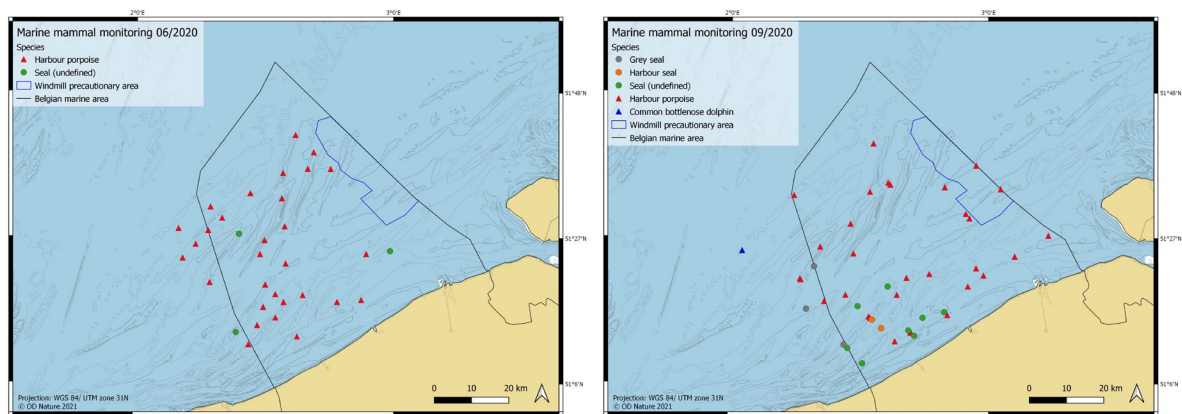 2°0'E
3°0'E
Marine mammal monitoring 06/2020
Species
Harbour porpoise
Seal (undefined)
Windmill precautionary area
Belgian marine area
51°48'N
51°27'N
51°6'N
0 10 20 km
Projection: WGS 84/ UTM zone 31N
© OD Nature 2021
2°0'E
3°0'E
Marine mammal monitoring 09/2020
Species
Grey seal
Harbour seal
Seal (undefined)
Harbour porpoise
Common bottlenose dolphin
Windmill precautionary area
Belgian marine area
51°48'N
51°27'N
51°6'N
0 10 20 km
Projection: WGS 84/ UTM zone 31N
© OD Nature 2021